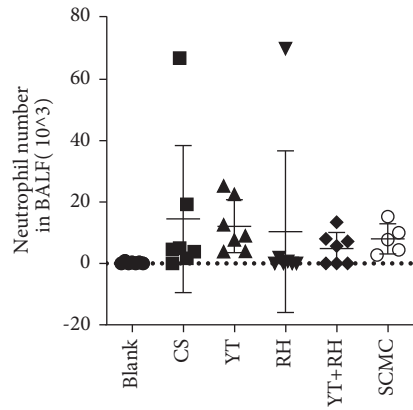 Neutrophil number
in BALF( 10^3)
80
60
40
20
0
-20
Blank
CS
YT
RH
YT+RH
SCMC